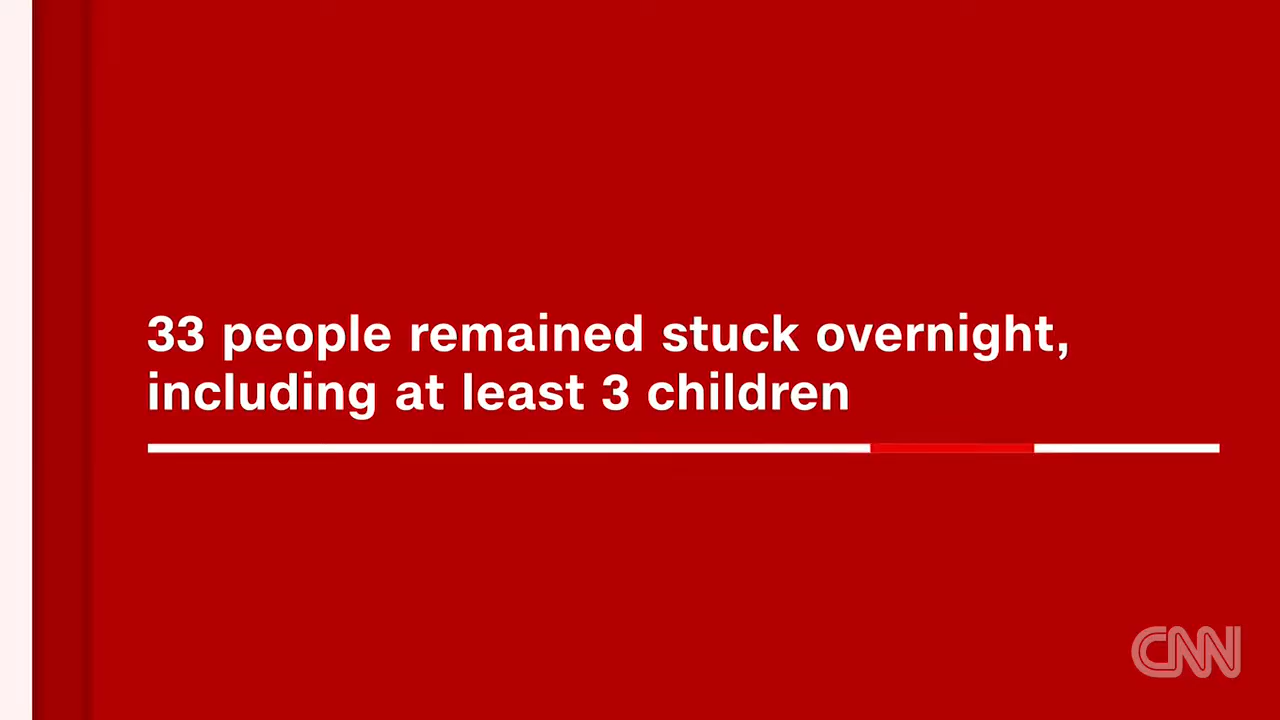 33 people remained stuck overnight,
including at least 3 children
CNN